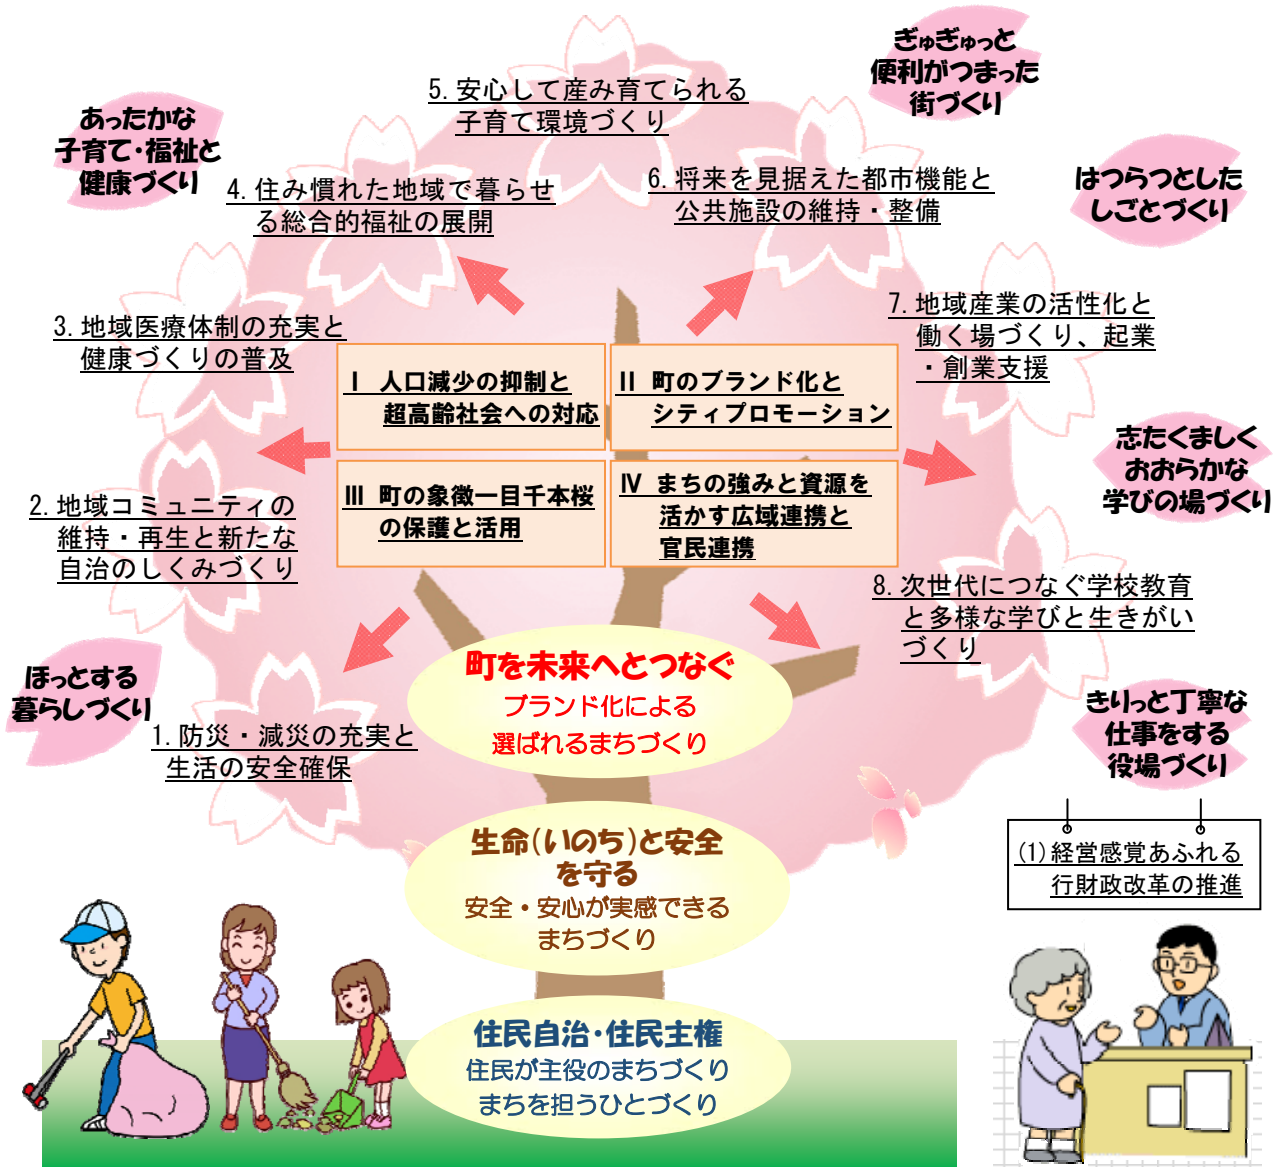 ぎゅぎゅっと
便利がつまった
街づくり
5. 安心して産み育てられる
子育て環境づくり
あったかな
子育て・福祉と
健康づくり
4. 住み慣れた地域で暮らせ
る総合的福祉の展開
6. 将来を見据えた都市機能と
公共施設の維持・整備
はつらつとした
しごとづくり
3. 地域医療体制の充実と
健康づくりの普及
7. 地域産業の活性化と
働く場づくり、起業
・創業支援
Ⅰ 人口減少の抑制と
超高齢社会への対応
II 町のブランド化と
シティプロモーション
Ⅲ 町の象徴一目千本桜
の保護と活用
Ⅳ まちの強みと資源を
活かす広域連携と
官民連携
志たくましく
おおらかな
学びの場づくり
2. 地域コミュニティの
維持・再生と新たな
自治のしくみづくり
8. 次世代につなぐ学校教育
と多様な学びと生きがい
づくり
ほっとする
暮らしづくり
1. 防災・減災の充実と
生活の安全確保
町を未来へとつなぐ
ブランド化による
選ばれるまちづくり
きりっと丁寧な
仕事をする
役場づくり
(1)経営感覚あふれる
行財政改革の推進
生命(いのち)と安全
を守る
安全・安心が実感できる
まちづくり
住民自治・住民主権
住民が主役のまちづくり
まちを担うひとづくり